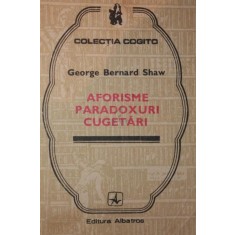 COLECȚIA COGITO
George Bernard Shaw
AFORISME
PARADOXURI
CUGETĂRI
Editura Albatros